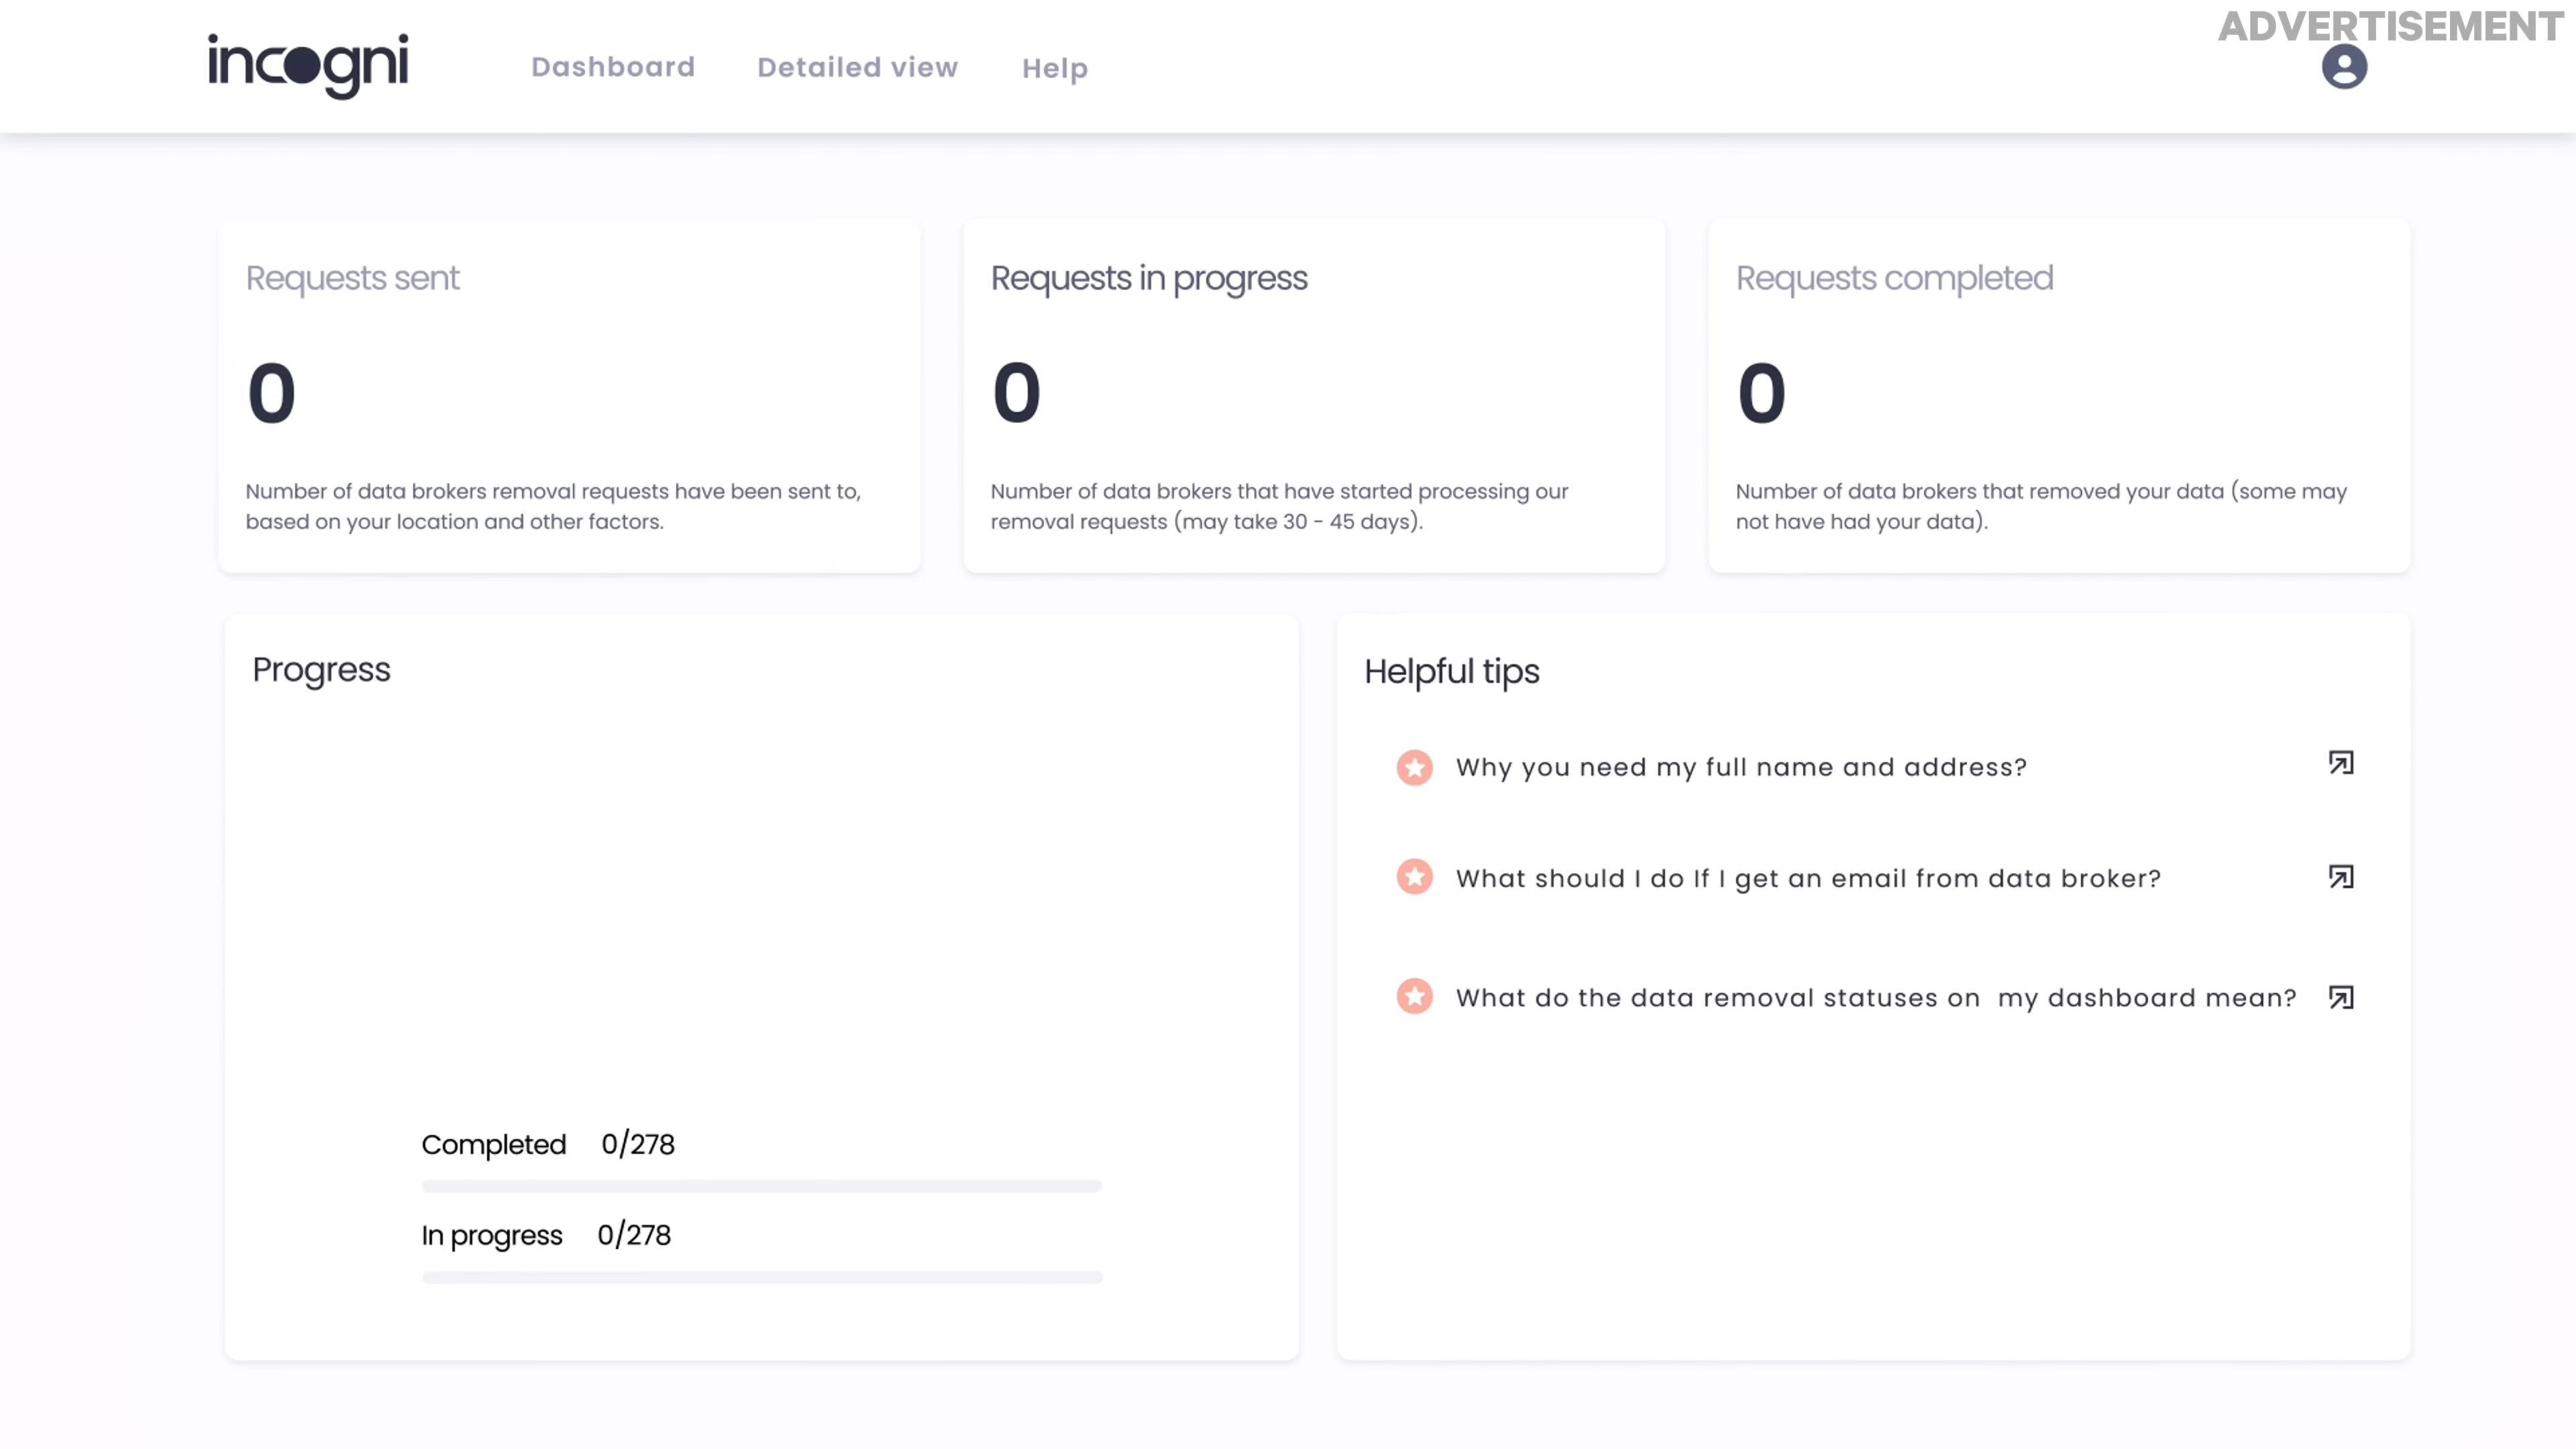 ADVERTISEMENT
incogni
Dashboard
Detailed view
Help
Requests sent
0
Number of data brokers removal requests have been sent to,
based on your location and other factors.
Requests in progress
0
Number of data brokers that have started processing our
removal requests (may take 30 - 45 days).
Requests completed
0
Number of data brokers that removed your data (some may
not have had your data).
Progress
Completed 0/278
In progress 0/278
Helpful tips
Why you need my full name and address?
What should I do If I get an email from data broker?
What do the data removal statuses on  my dashboard mean?